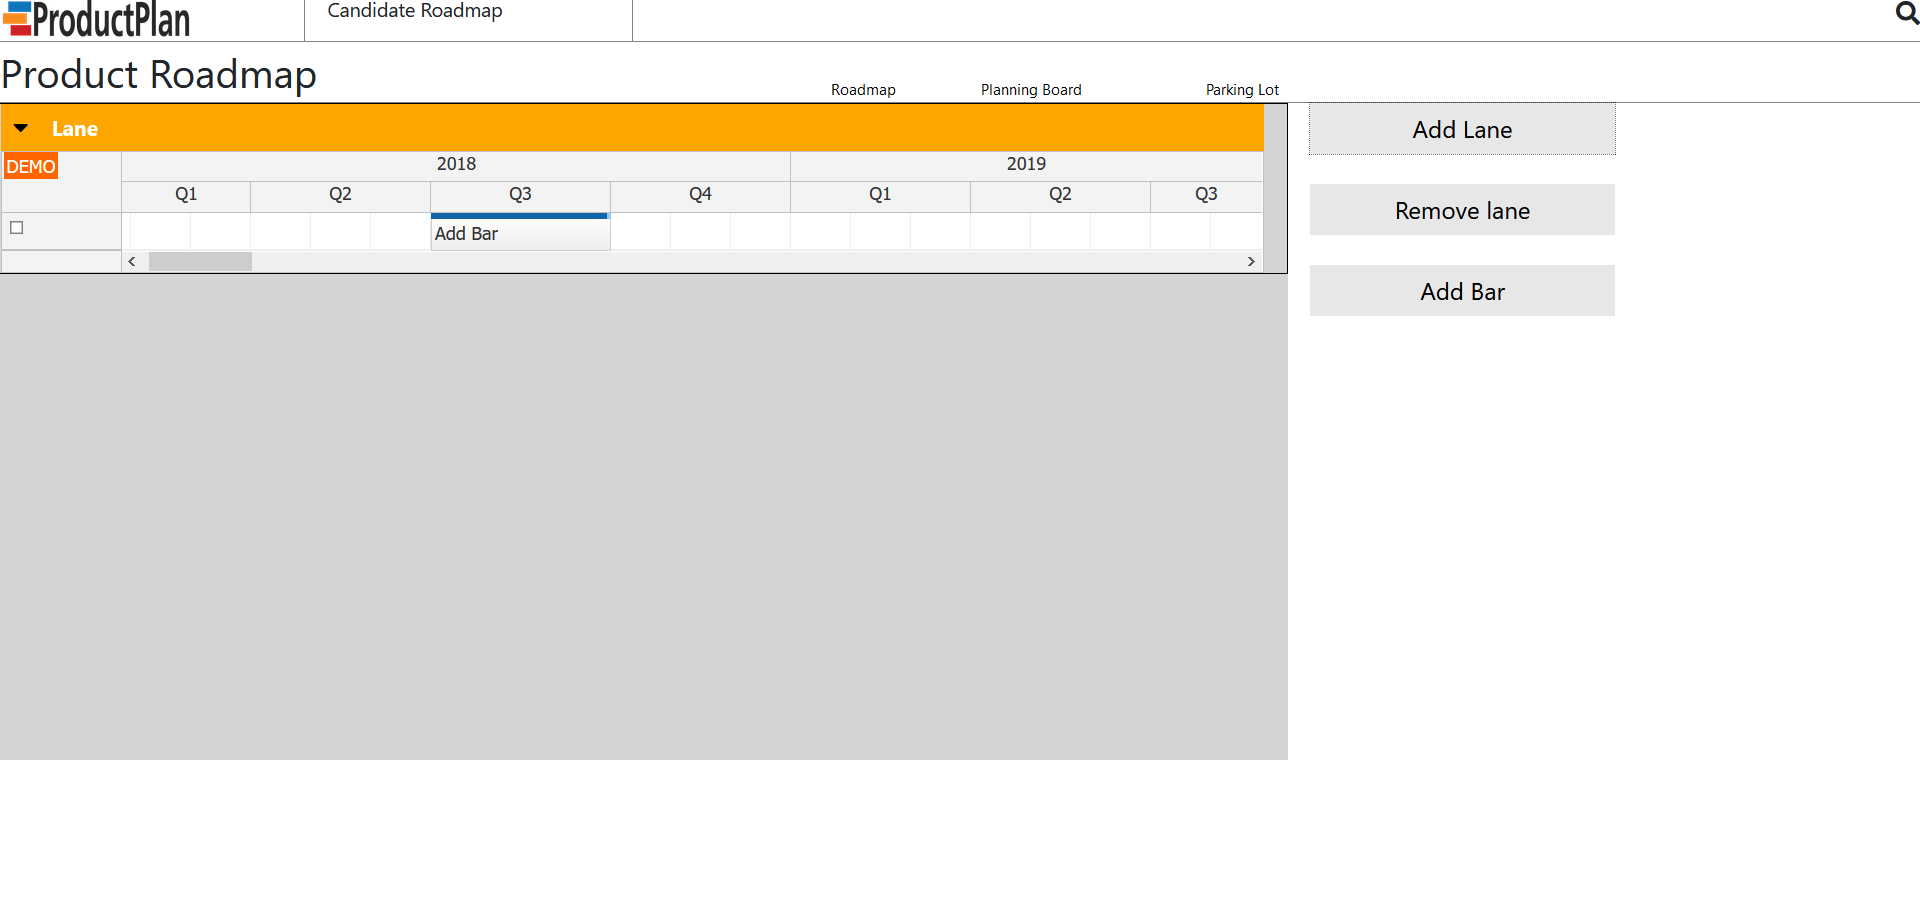 ProductPlan
Candidate Roadmap
Product Roadmap
Roadmap
Planning Board
Parking Lot
Lane
Add Lane
DEMO
2018
2019
Q1
Q2
Q3
Q4
Q1
Q2
Q3
Remove lane
Add Bar
Add Bar